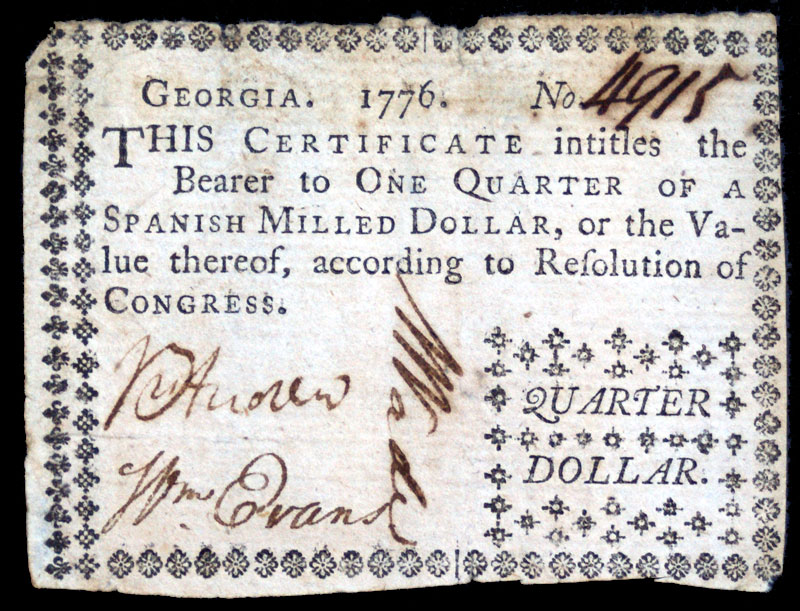 GEORGIA. 1776. No. 4915
THIS CERTIFICATE intitles the
Bearer to ONE QUARTER OF A
SPANISH MILLED DOLLAR, or the Va-
lue thereof, according to Reſolution of
CONGRESS.
QUARTER
DOLLAR.
Wm Evans